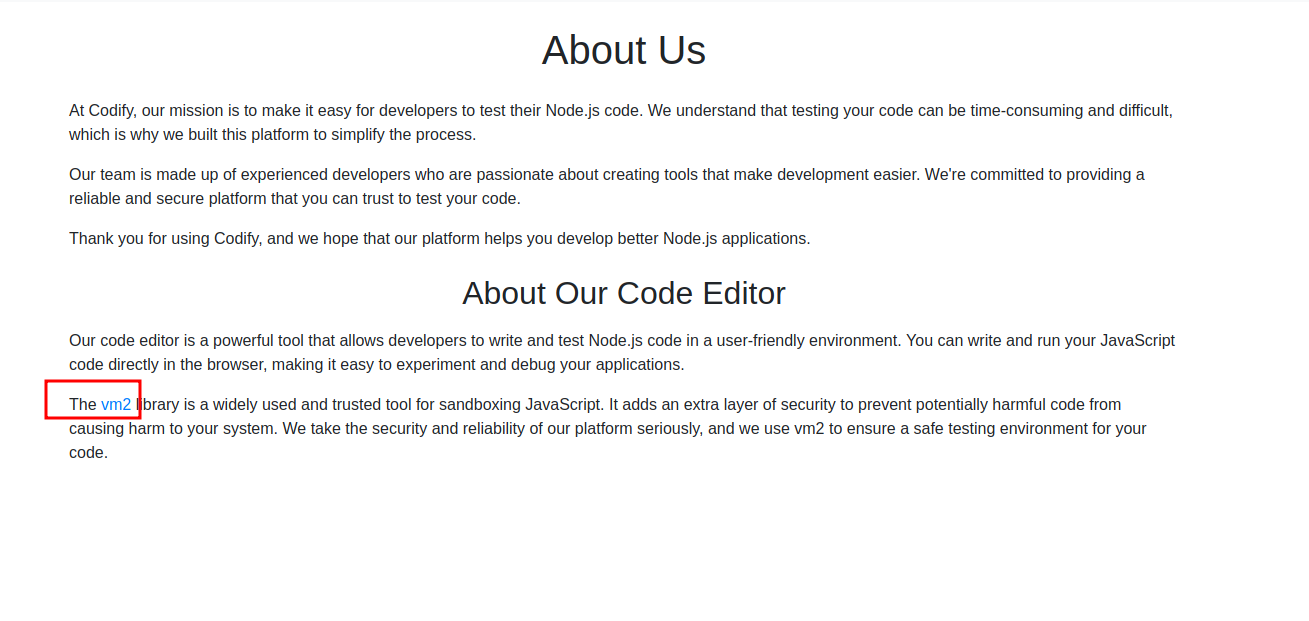 About Us
At Codify, our mission is to make it easy for developers to test their Node.js code. We understand that testing your code can be time-consuming and difficult,
which is why we built this platform to simplify the process.
Our team is made up of experienced developers who are passionate about creating tools that make development easier. We're committed to providing a
reliable and secure platform that you can trust to test your code.
Thank you for using Codify, and we hope that our platform helps you develop better Node.js applications.
About Our Code Editor
Our code editor is a powerful tool that allows developers to write and test Node.js code in a user-friendly environment. You can write and run your JavaScript
code directly in the browser, making it easy to experiment and debug your applications.
The vm2 library is a widely used and trusted tool for sandboxing JavaScript. It adds an extra layer of security to prevent potentially harmful code from
causing harm to your system. We take the security and reliability of our platform seriously, and we use vm2 to ensure a safe testing environment for your
code.